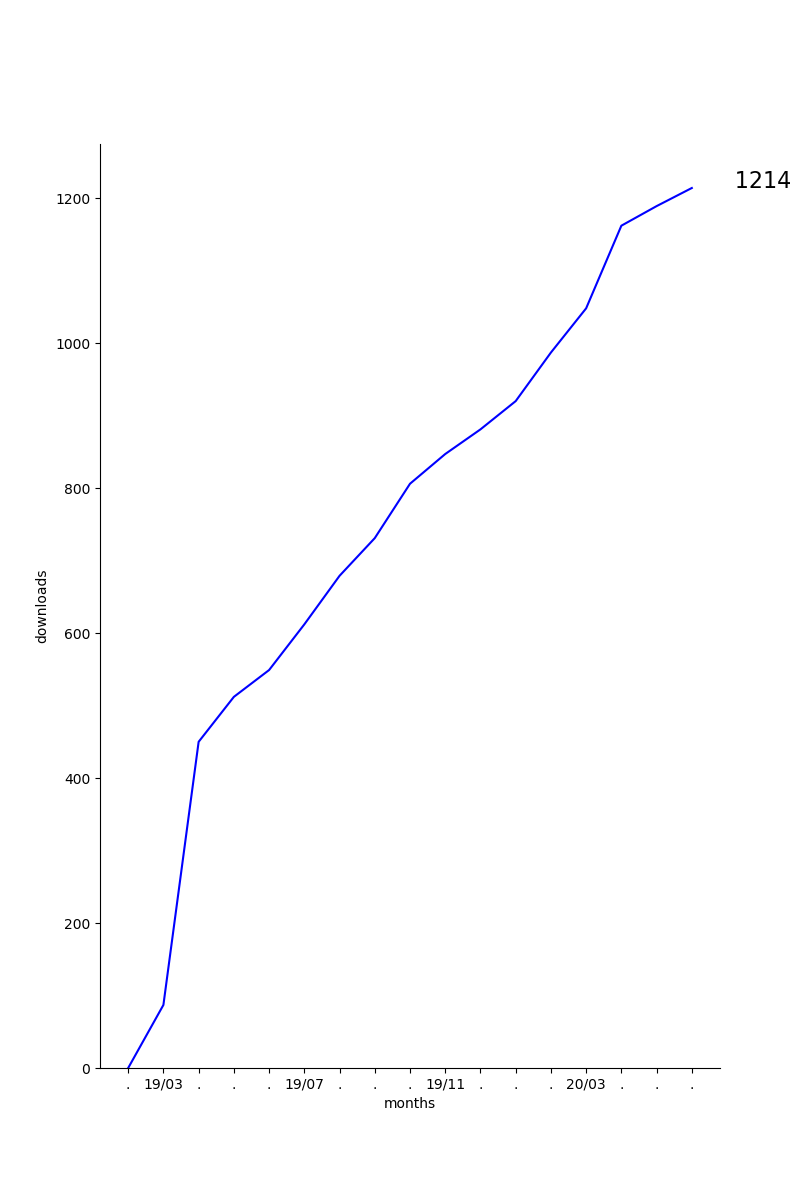 1214
1200
1000
800
600
400
200
0
downloads
. 19/03 . . . 19/07 . . . 19/11 . . . 20/03 . . .
months